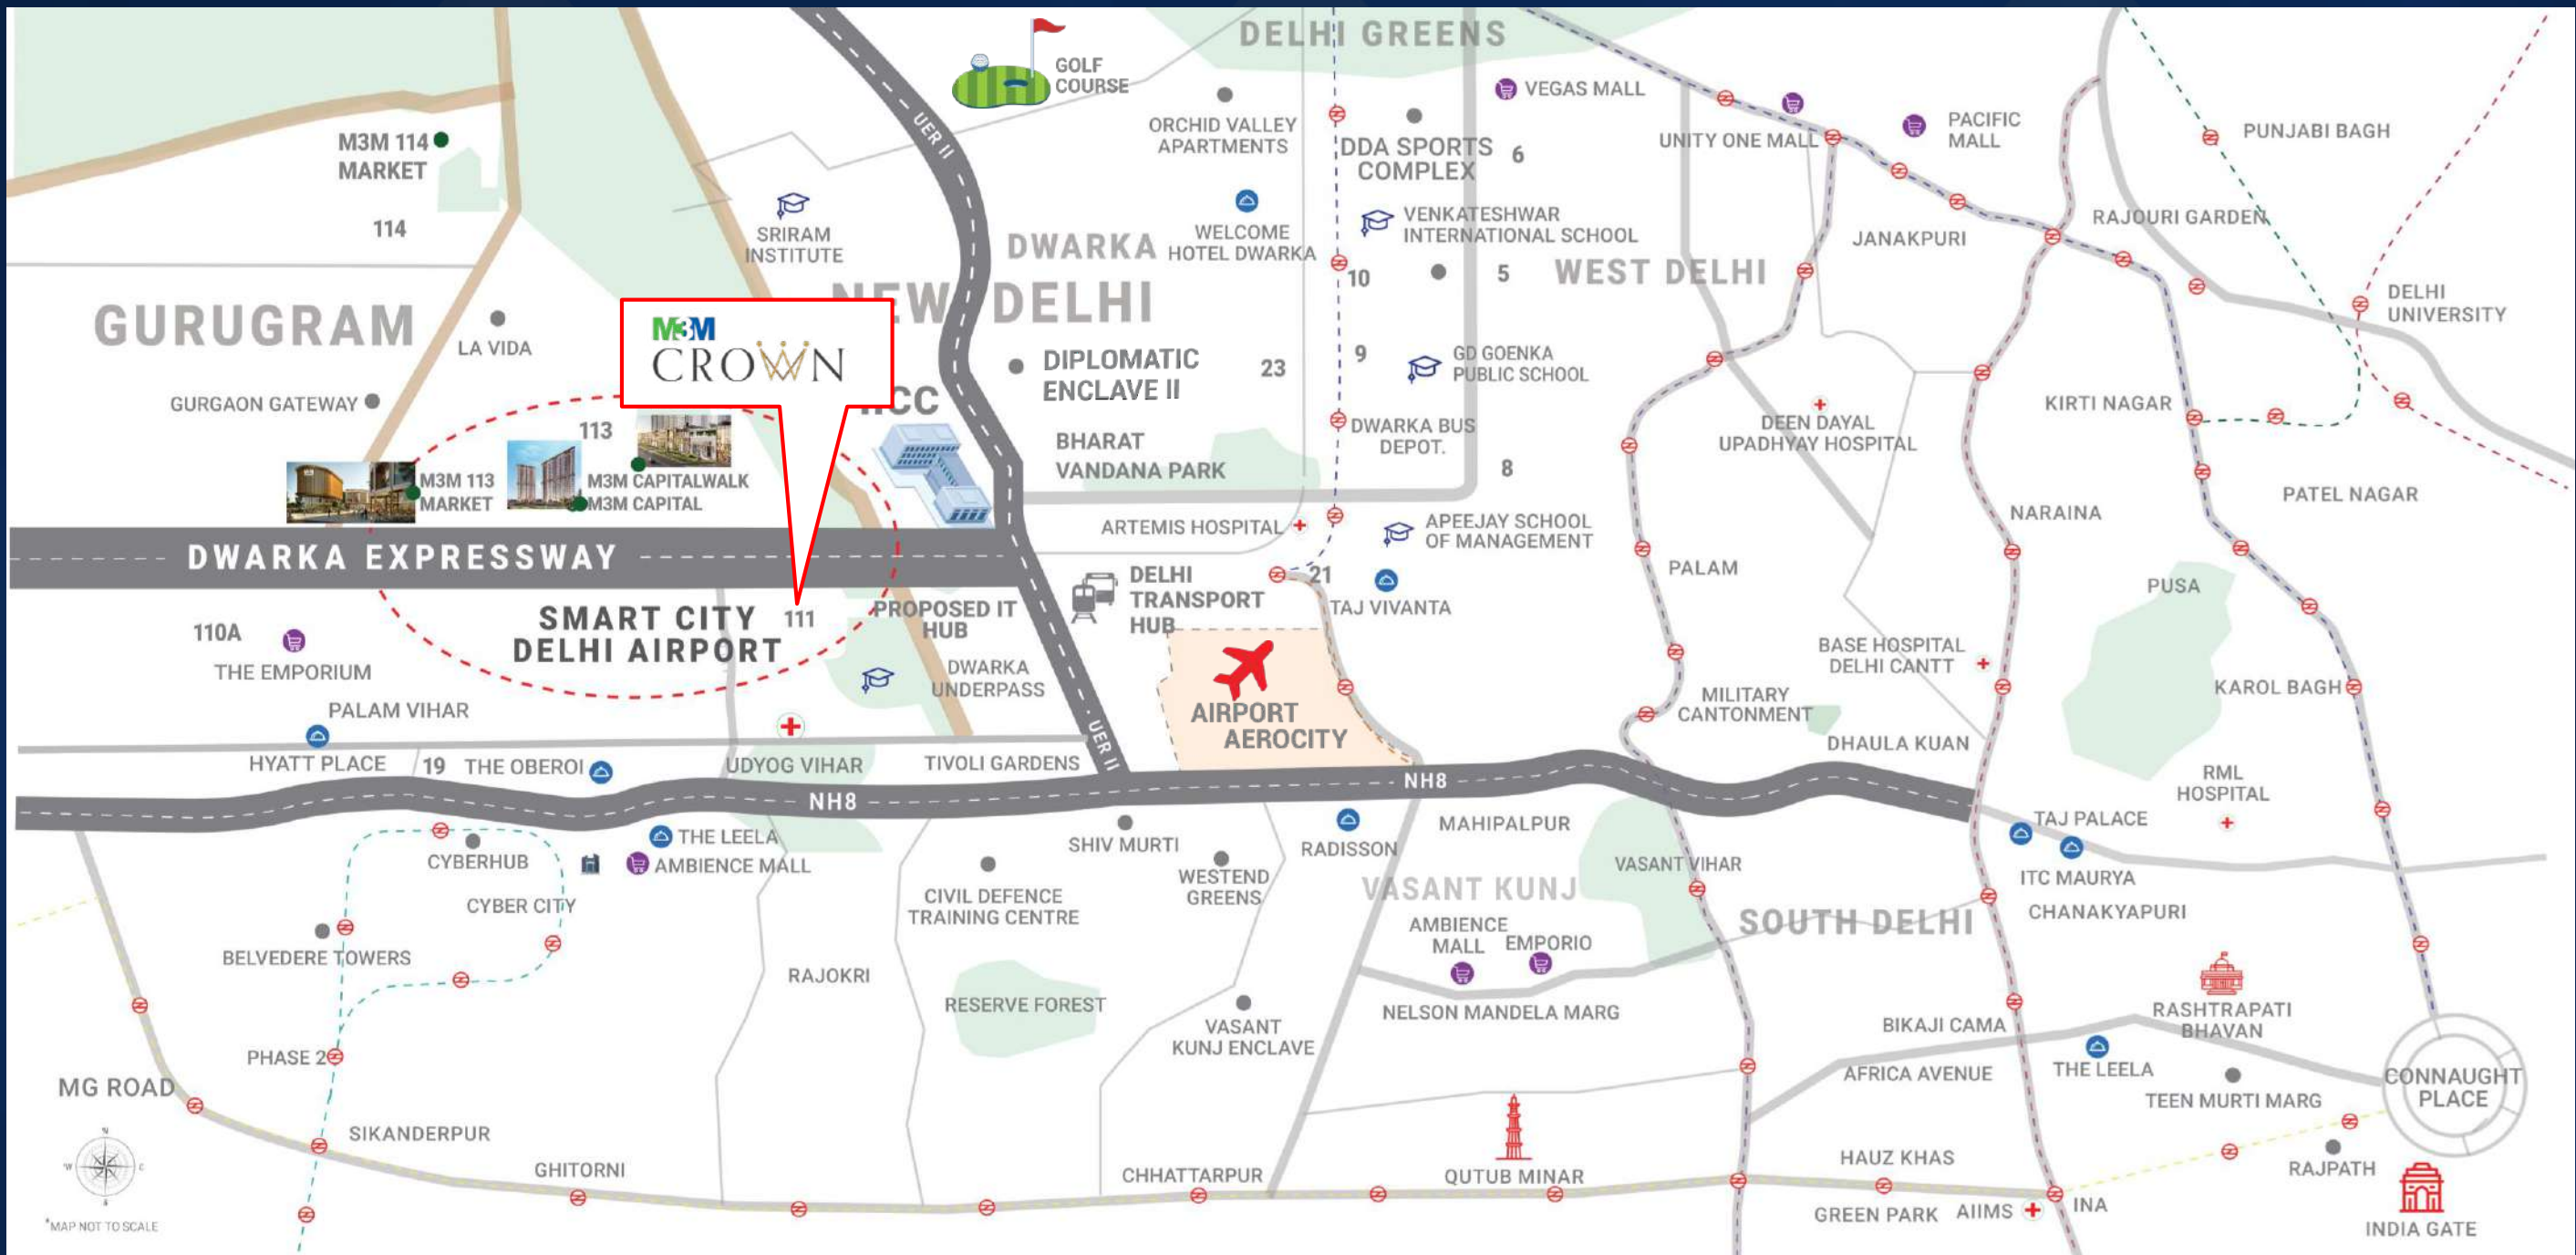 DELHI GREENS
GOLF
COURSE
VEGAS MALL
UER II
ORCHID VALLEY
APARTMENTS
DDA SPORTS
COMPLEX
6
UNITY ONE MALL
PACIFIC
MALL
PUNJABI BAGH
M3M 114
MARKET
114
SRIRAM
INSTITUTE
DWARKA
WELCOME
HOTEL DWARKA
VENKATESHWAR
INTERNATIONAL SCHOOL
10
5
WEST DELHI
JANAKPURI
RAJOURI GARDEN
NEW DELHI
GURUGRAM
LA VIDA
M3M
CROWN
DELHI
UNIVERSITY
DIPLOMATIC
ENCLAVE II
23
9
GD GOENKA
PUBLIC SCHOOL
GURGAON GATEWAY
KIRTI NAGAR
113
BHARAT
VANDANA PARK
DWARKA BUS
DEPOT.
8
DEEN DAYAL
UPADHYAY HOSPITAL
M3M 113
MARKET
M3M CAPITALWALK
M3M CAPITAL
PATEL NAGAR
NARAINA
ARTEMIS HOSPITAL
APEEJAY SCHOOL
OF MANAGEMENT
DWARKA EXPRESSWAY
DELHI
TRANSPORT
HUB
21
TAJ VIVANTA
PALAM
PUSA
SMART CITY
DELHI AIRPORT
111
PROPOSED IT
HUB
110A
THE EMPORIUM
DWARKA
UNDERPASS
BASE HOSPITAL
DELHI CANTT
KAROL BAGH
PALAM VIHAR
AIRPORT
AEROCITY
MILITARY
CANTONMENT
UER II
DHAULA KUAN
HYATT PLACE
19
THE OBEROI
UDYOG VIHAR
TIVOLI GARDENS
NH8
NH8
RML
HOSPITAL
TAJ PALACE
THE LEELA
AMBIENCE MALL
CYBERHUB
SHIV MURTI
RADISSON
MAHIPALPUR
VASANT VIHAR
ITC MAURYA
CHANAKYAPURI
WESTEND
GREENS
VASANT KUNJ
CIVIL DEFENCE
TRAINING CENTRE
CYBER CITY
AMBIENCE
MALL
EMPORIO
SOUTH DELHI
BELVEDERE TOWERS
RAJOKRI
RESERVE FOREST
NELSON MANDELA MARG
VASANT
KUNJ ENCLAVE
BIKAJI CAMA
RASHTRAPATI
BHAVAN
PHASE 2
MG ROAD
AFRICA AVENUE
THE LEELA
TEEN MURTI MARG
CONNAUGHT
PLACE
SIKANDERPUR
GHITORNI
CHHATTARPUR
QUTUB MINAR
HAUZ KHAS
RAJPATH
GREEN PARK
AIIMS
INA
INDIA GATE
*MAP NOT TO SCALE